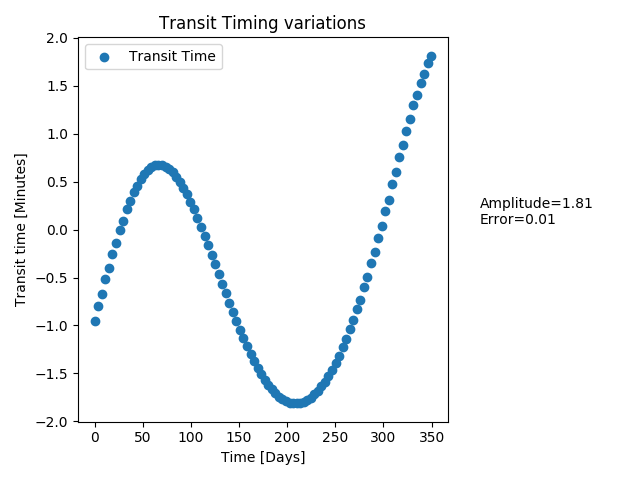 Transit Timing variations
Transit Time
2.0
1.5
1.0
0.5
0.0
−0.5
−1.0
−1.5
−2.0
Transit time [Minutes]
0 50 100 150 200 250 300 350
Time [Days]
Amplitude=1.81
Error=0.01